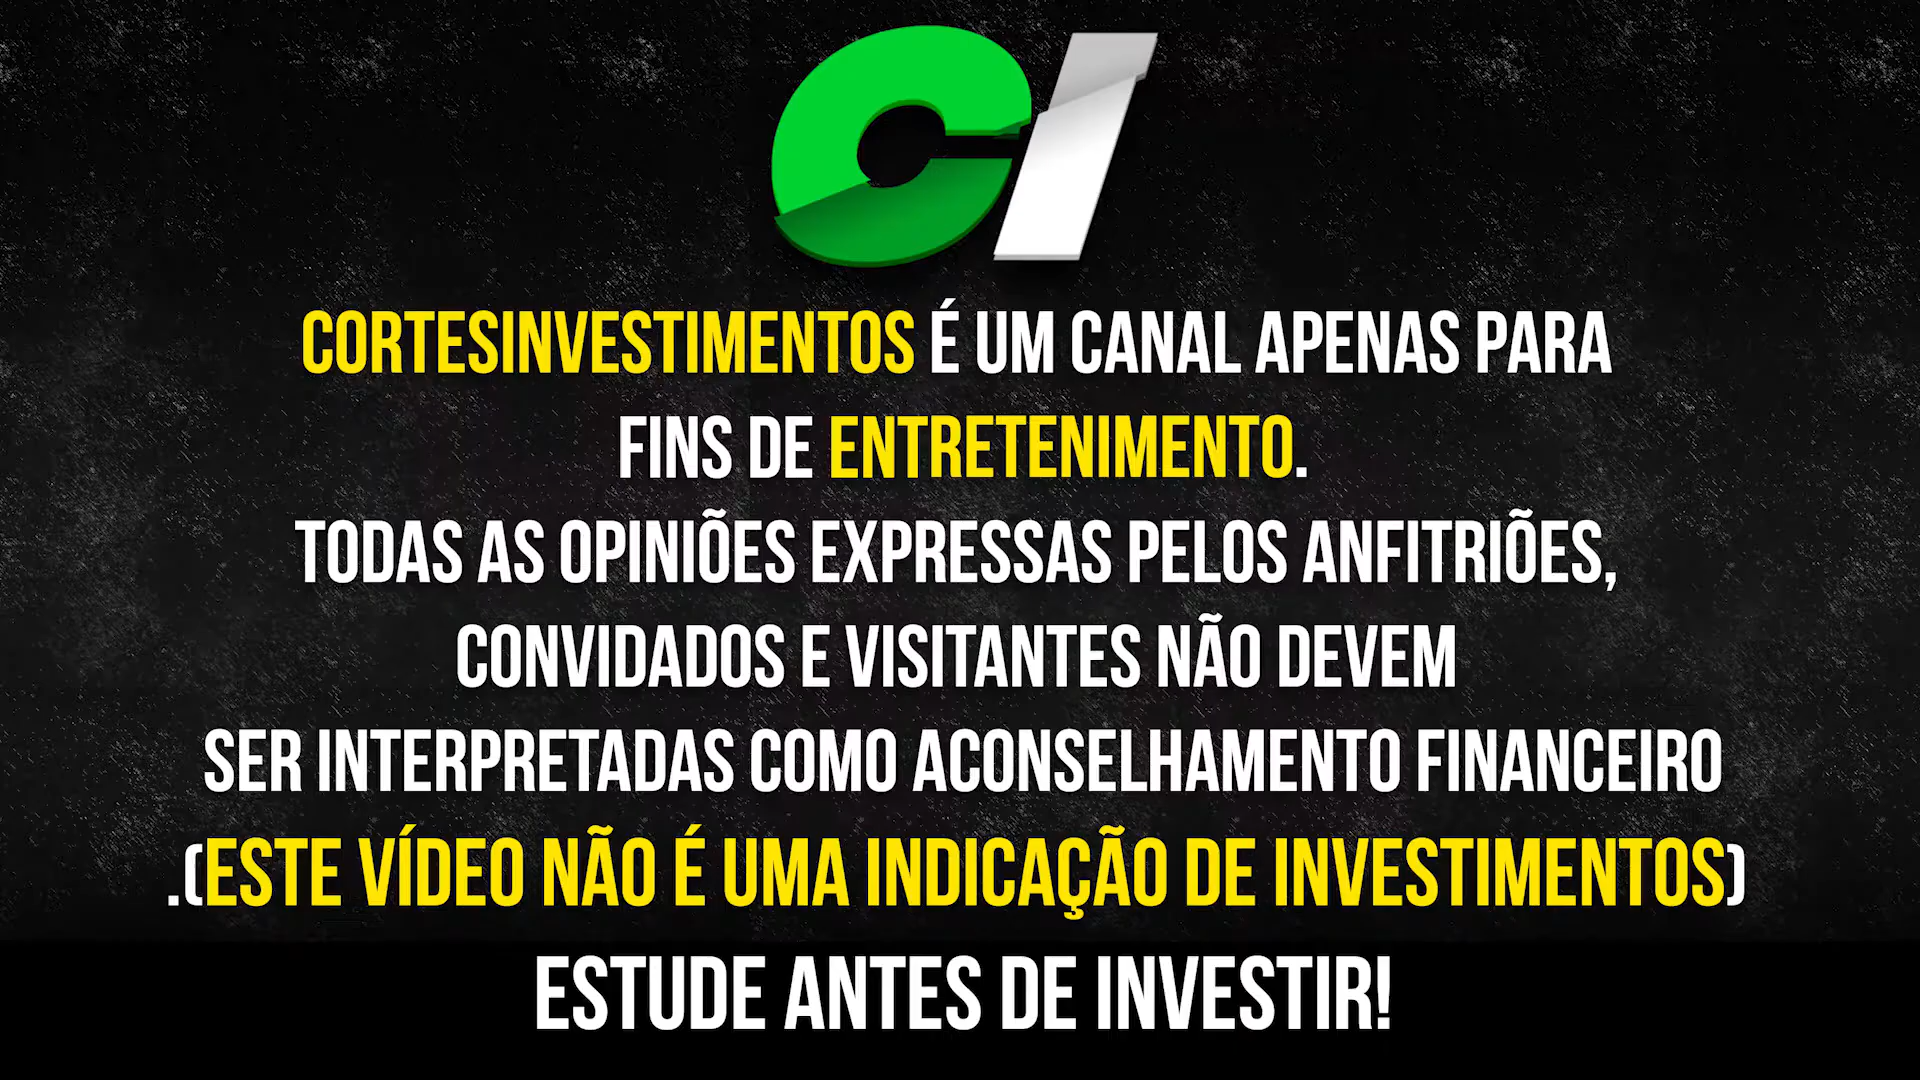 CI
CORTESINVESTIMENTOS É UM CANAL APENAS PARA
FINS DE ENTRETENIMENTO.
TODAS AS OPINIÕES EXPRESSAS PELOS ANFITRIÕES,
CONVIDADOS E VISITANTES NÃO DEVEM
SER INTERPRETADAS COMO ACONSELHAMENTO FINANCEIRO
.(ESTE VÍDEO NÃO É UMA INDICAÇÃO DE INVESTIMENTOS)
ESTUDE ANTES DE INVESTIR!